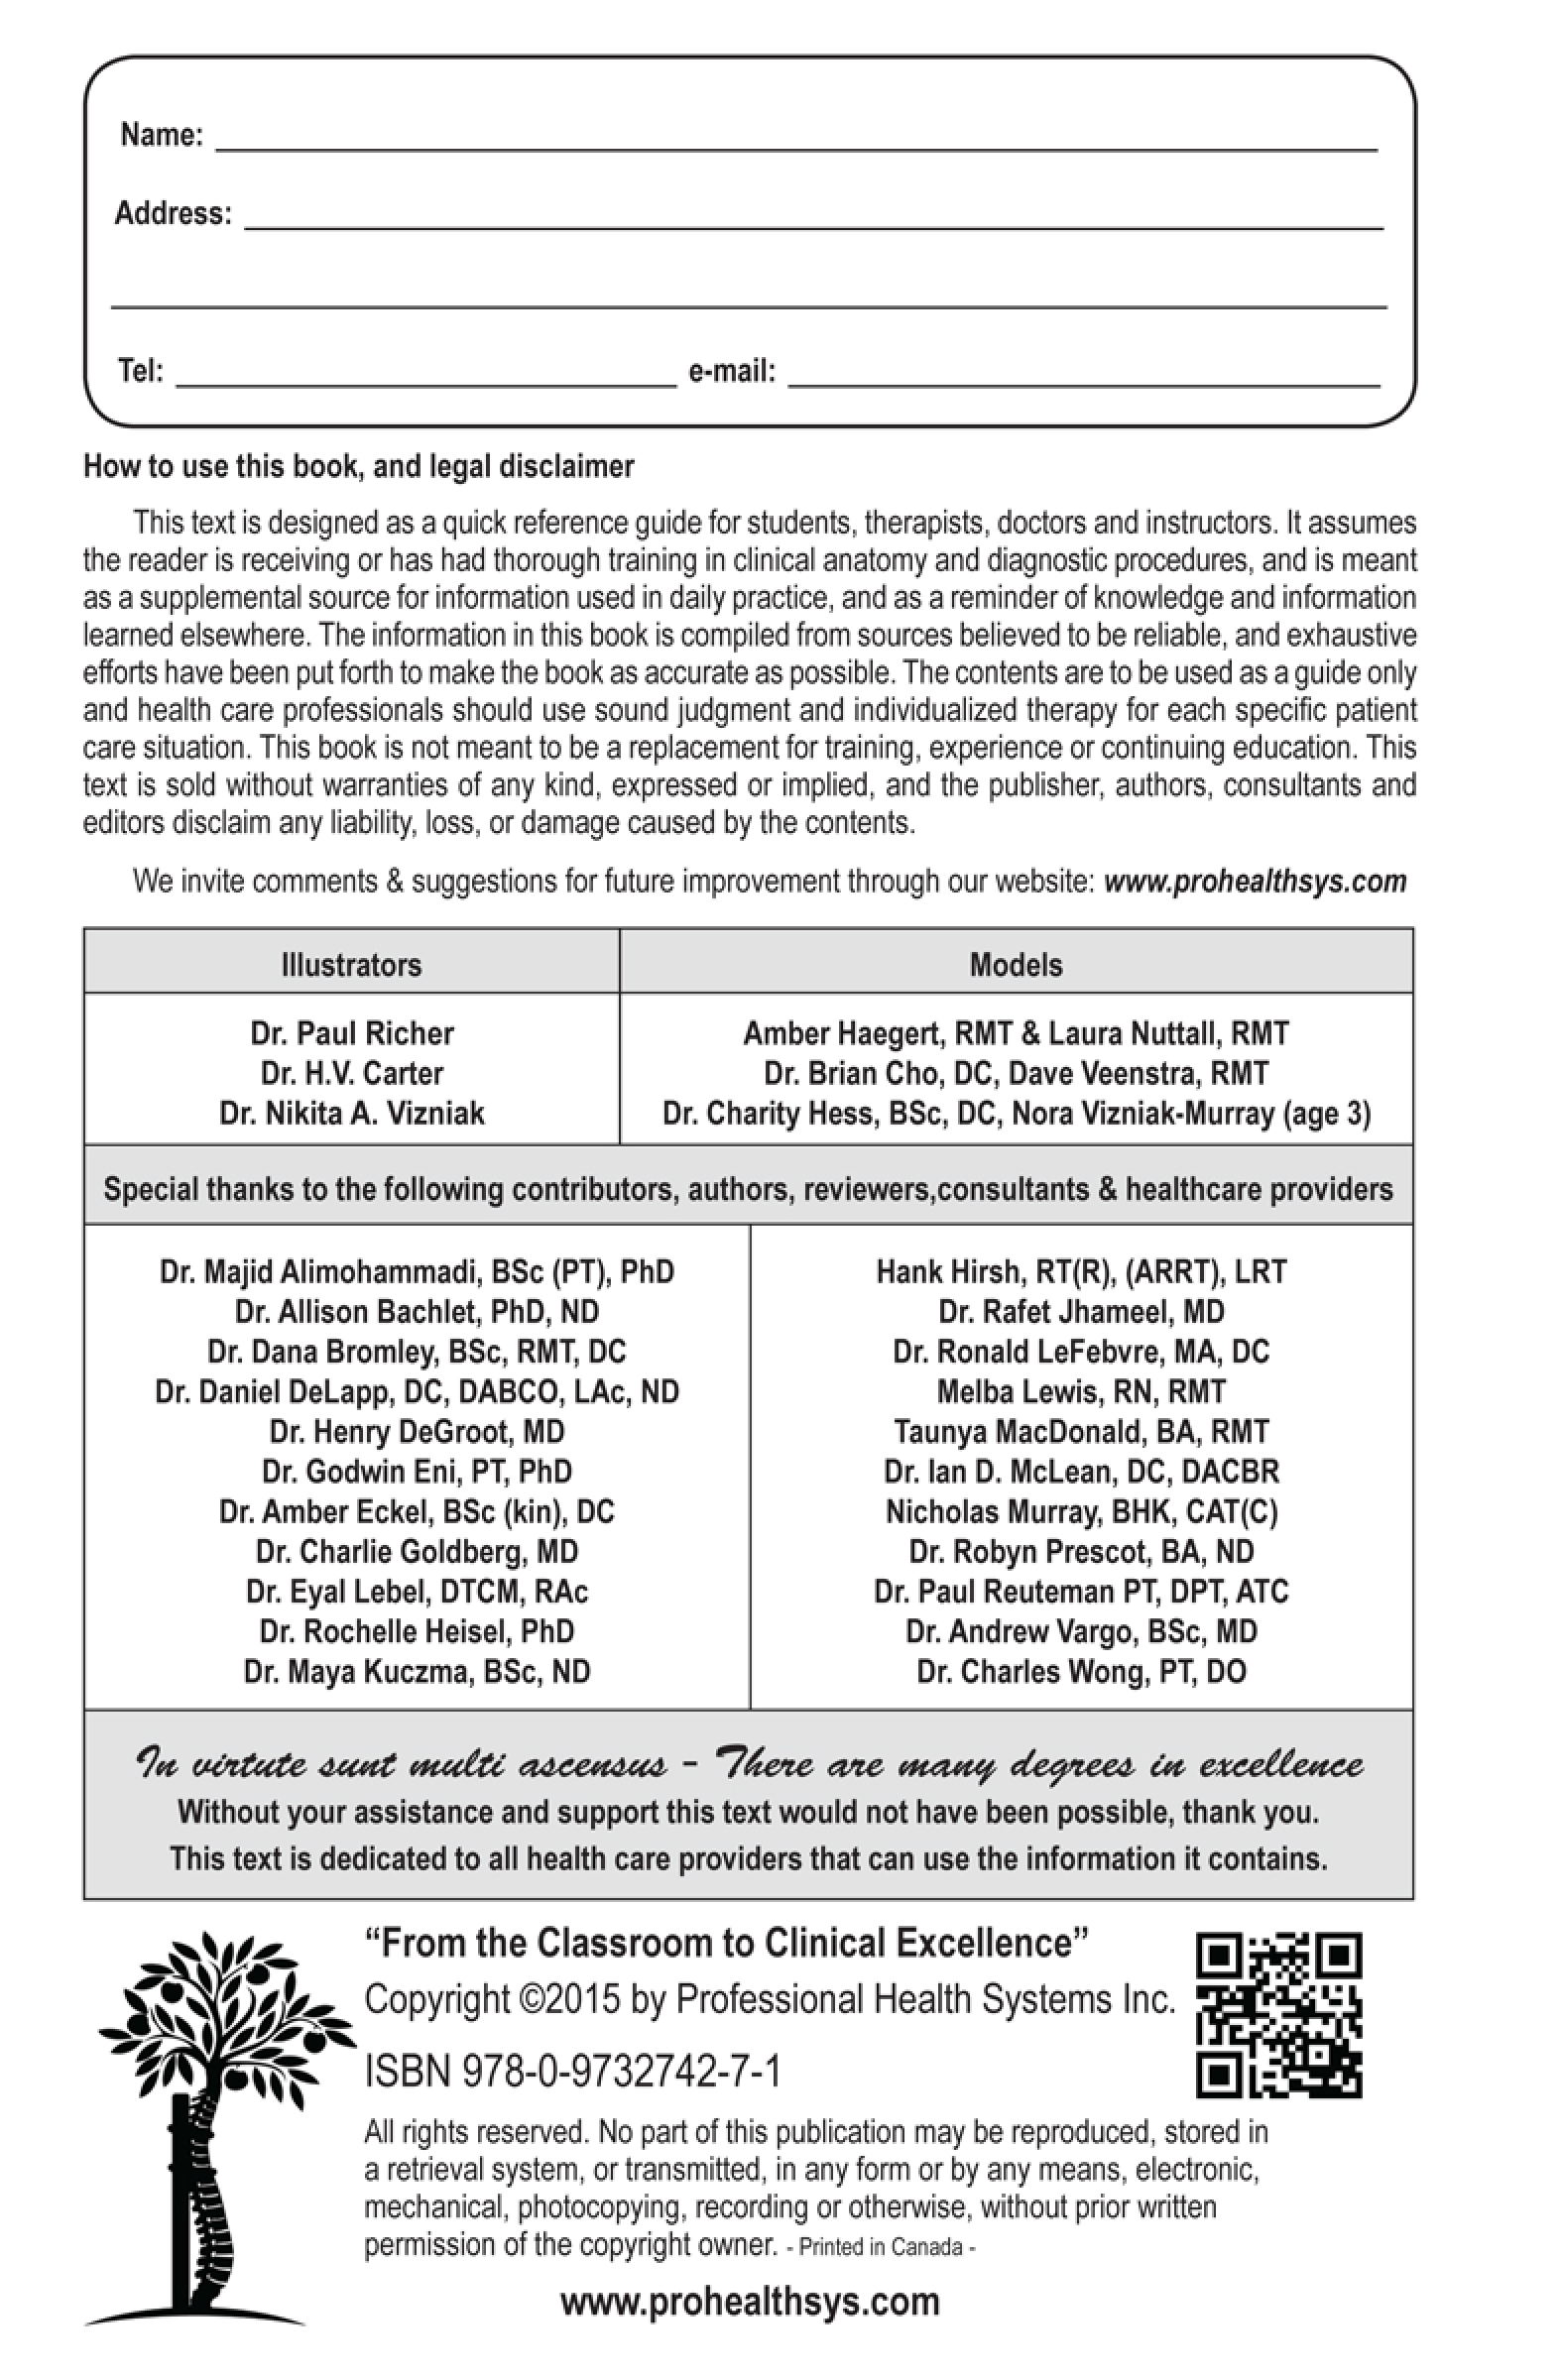 Name:
Address:
Tel: e-mail:
How to use this book, and legal disclaimer
This text is designed as a quick reference guide for students, therapists, doctors and instructors. It assumes
the reader is receiving or has had thorough training in clinical anatomy and diagnostic procedures, and is meant
as a supplemental source for information used in daily practice, and as a reminder of knowledge and information
learned elsewhere. The information in this book is compiled from sources believed to be reliable, and exhaustive
efforts have been put forth to make the book as accurate as possible. The contents are to be used as a guide only
and health care professionals should use sound judgment and individualized therapy for each specific patient
care situation. This book is not meant to be a replacement for training, experience or continuing education. This
text is sold without warranties of any kind, expressed or implied, and the publisher, authors, consultants and
editors disclaim any liability, loss, or damage caused by the contents.
We invite comments & suggestions for future improvement through our website: www.prohealthsys.com
Illustrators
Dr. Paul Richer
Dr. H.V. Carter
Dr. Nikita A. Vizniak
Models
Amber Haegert, RMT & Laura Nuttall, RMT
Dr. Brian Cho, DC, Dave Veenstra, RMT
Dr. Charity Hess, BSc, DC, Nora Vizniak-Murray (age 3)
Special thanks to the following contributors, authors, reviewers,consultants & healthcare providers
Dr. Majid Alimohammadi, BSc (PT), PhD
Dr. Allison Bachlet, PhD, ND
Dr. Dana Bromley, BSc, RMT, DC
Dr. Daniel DeLapp, DC, DABCO, LAc, ND
Dr. Henry DeGroot, MD
Dr. Godwin Eni, PT, PhD
Dr. Amber Eckel, BSc (kin), DC
Dr. Charlie Goldberg, MD
Dr. Eyal Lebel, DTCM, RAc
Dr. Rochelle Heisel, PhD
Dr. Maya Kuczma, BSc, ND
Hank Hirsh, RT(R), (ARRT), LRT
Dr. Rafet Jhameel, MD
Dr. Ronald LeFebvre, MA, DC
Melba Lewis, RN, RMT
Taunya MacDonald, BA, RMT
Dr. Ian D. McLean, DC, DACBR
Nicholas Murray, BHK, CAT(C)
Dr. Robyn Prescot, BA, ND
Dr. Paul Reuteman PT, DPT, ATC
Dr. Andrew Vargo, BSc, MD
Dr. Charles Wong, PT, DO
In virtute sunt multi ascensus - There are many degrees in excellence
Without your assistance and support this text would not have been possible, thank you.
This text is dedicated to all health care providers that can use the information it contains.
“From the Classroom to Clinical Excellence”
Copyright ©2015 by Professional Health Systems Inc.
ISBN 978-0-9732742-7-1
All rights reserved. No part of this publication may be reproduced, stored in
a retrieval system, or transmitted, in any form or by any means, electronic,
mechanical, photocopying, recording or otherwise, without prior written
permission of the copyright owner. - Printed in Canada -
www.prohealthsys.com